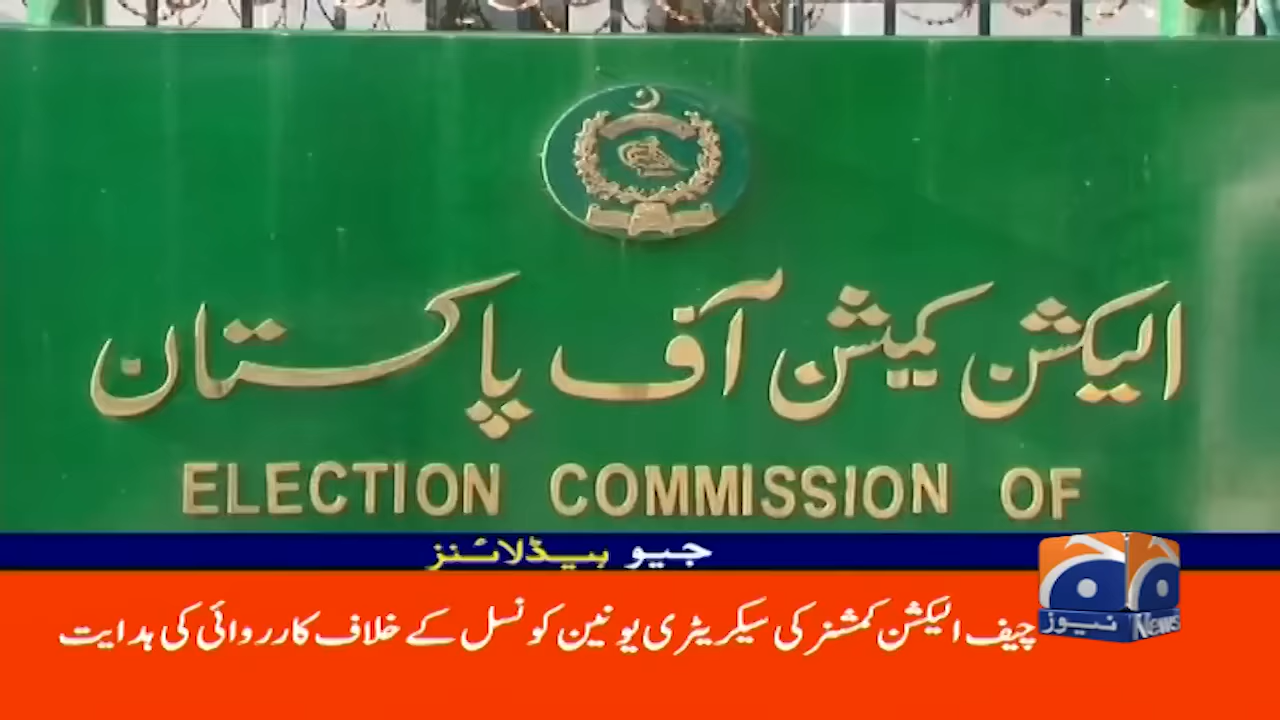 الیکشن کمیشن آف پاکستان
ELECTION COMMISSION OF
جیو ہیڈلائنز
چیف الیکشن کمشنر کی سیکریٹری یونین کونسل کے خلاف کارروائی کی ہدایت
جیو نیوز News